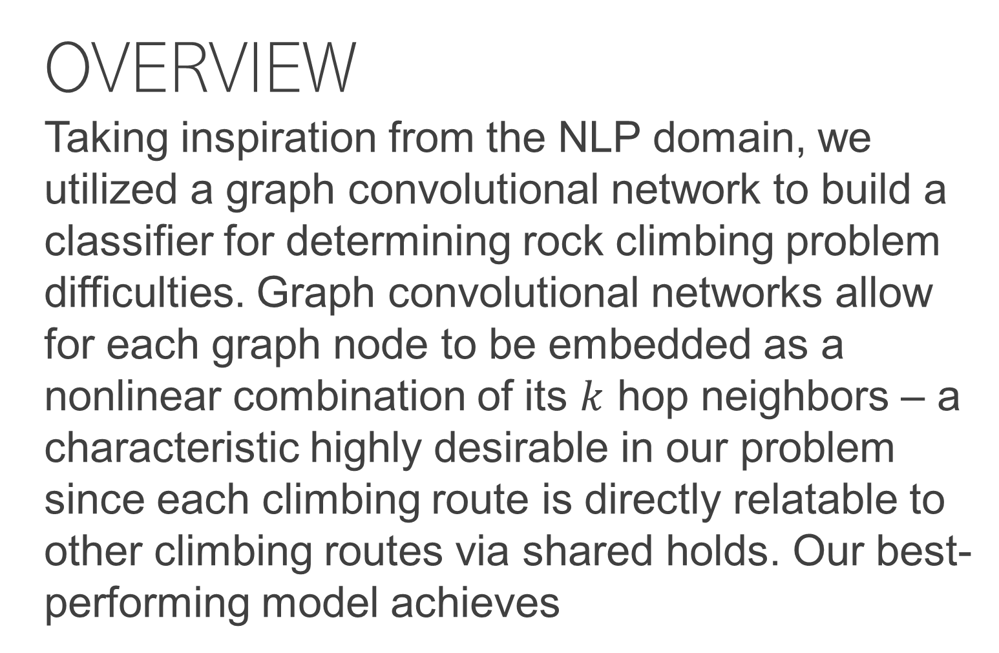 OVERVIEW
Taking inspiration from the NLP domain, we
utilized a graph convolutional network to build a
classifier for determining rock climbing problem
difficulties. Graph convolutional networks allow
for each graph node to be embedded as a
nonlinear combination of its k hop neighbors – a
characteristic highly desirable in our problem
since each climbing route is directly relatable to
other climbing routes via shared holds. Our best-
performing model achieves